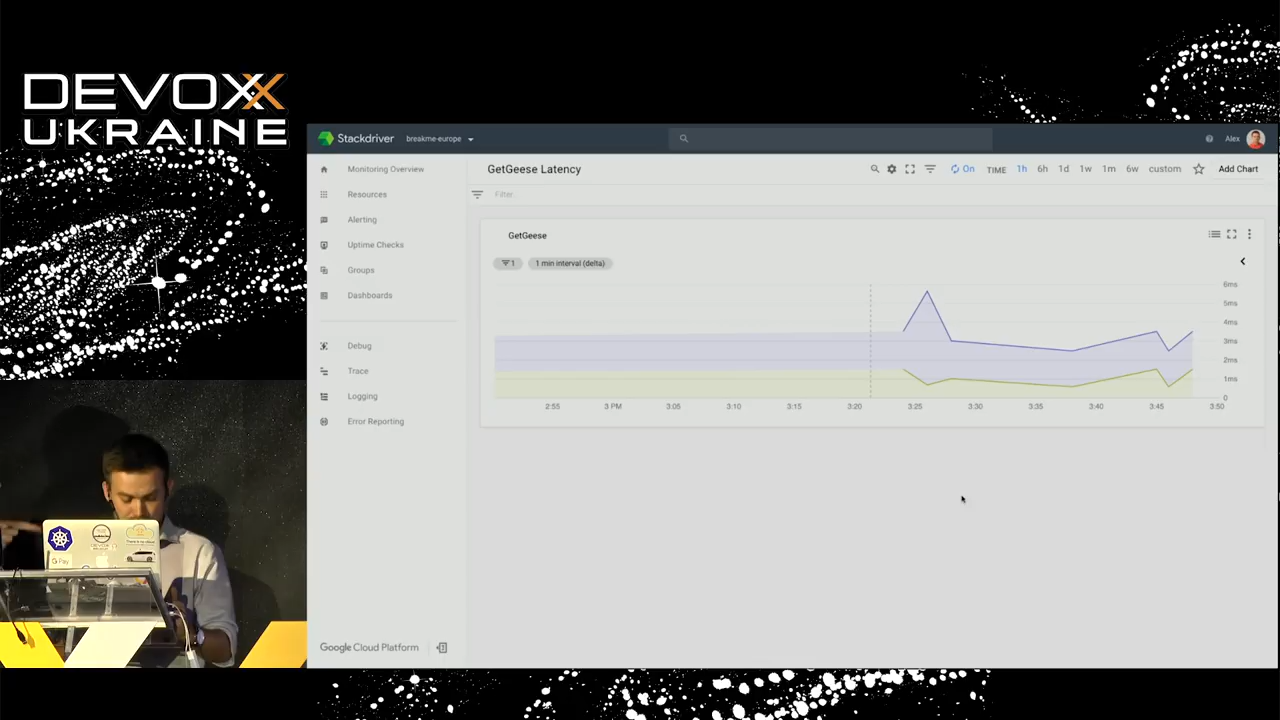 DEVOXX
UKRAINE
Stackdriver
breakme-europe
Alex
Monitoring Overview
Resources
Alerting
Uptime Checks
Groups
Dashboards
Debug
Trace
Logging
Error Reporting
Google Cloud Platform
GetGeese Latency
On
TIME
1h
6h
1d
1w
1m
6w
custom
Add Chart
Filter
GetGeese
1
1 min interval (delta)
6ms
5ms
4ms
3ms
2ms
1ms
0
2:55
3 PM
3:05
3:10
3:15
3:20
3:25
3:30
3:35
3:40
3:45
3:50
Pay